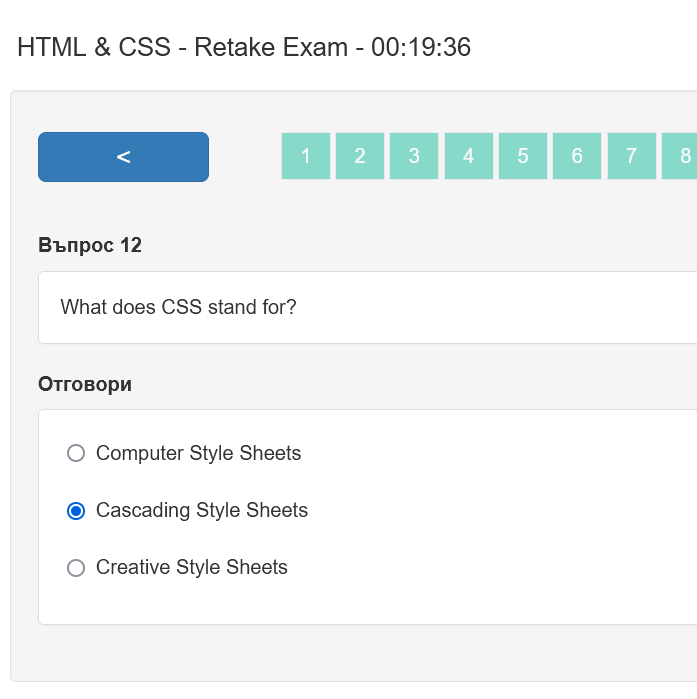 HTML & CSS - Retake Exam - 00:19:36
<
1 2 3 4 5 6 7 8
Въпрос 12
What does CSS stand for?
Отговори
Computer Style Sheets
Cascading Style Sheets
Creative Style Sheets